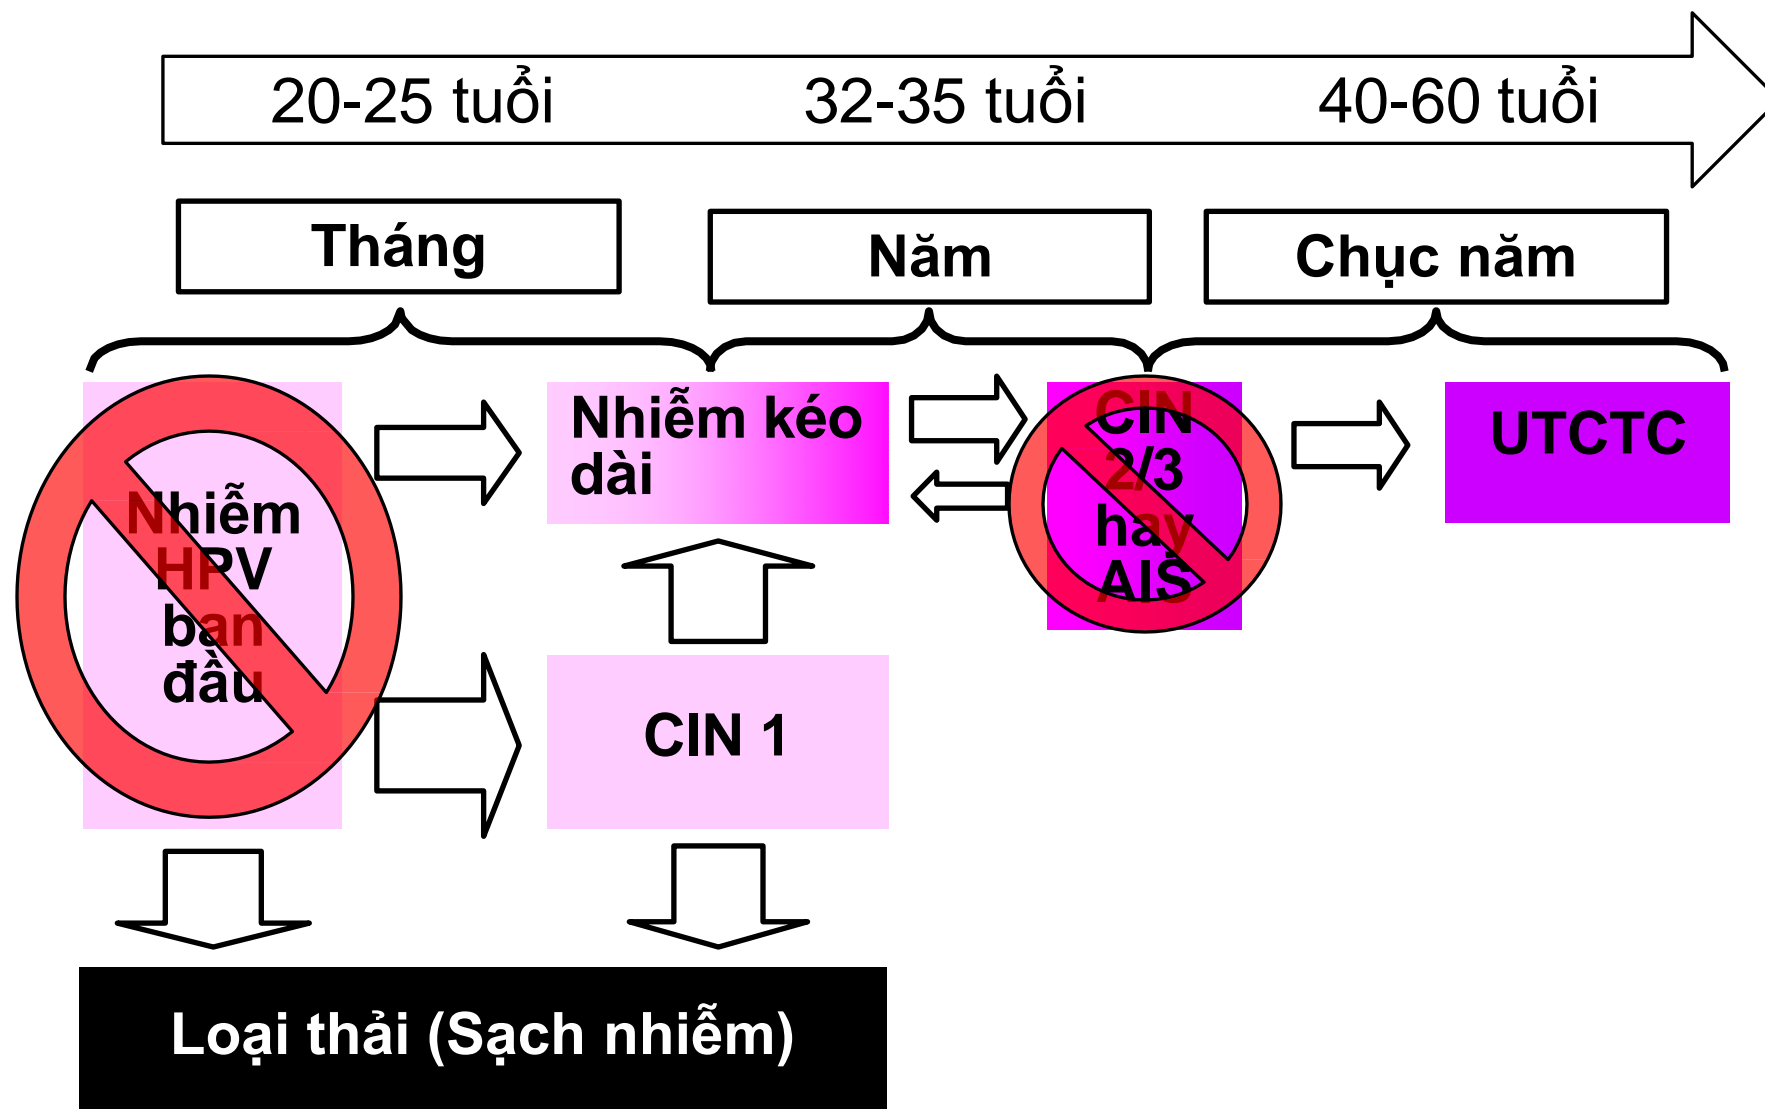 20-25 tuổi
32-35 tuổi
40-60 tuổi
Tháng
Năm
Chục năm
Nhiễm
HPV
ban
đầu
Nhiễm kéo
dài
CIN
2/3
hay
AIS
UTCTC
CIN 1
Loại thải (Sạch nhiễm)